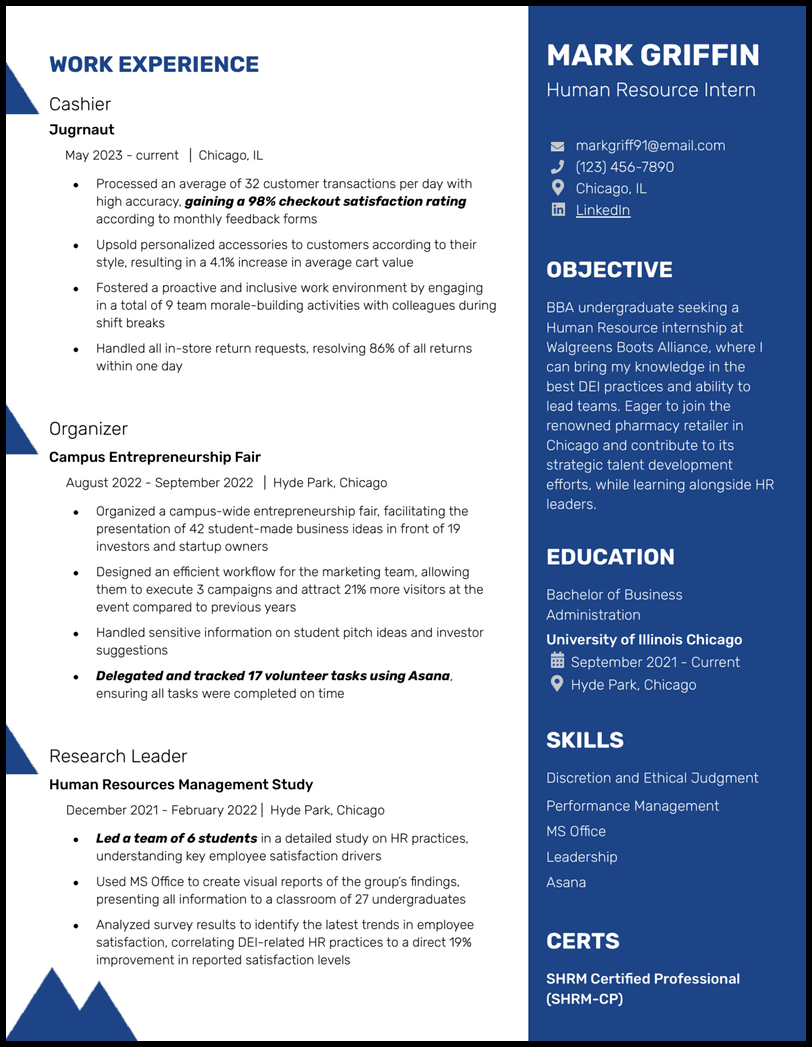 WORK EXPERIENCE
Cashier
Jugrnaut
May 2023 - current | Chicago, IL
Processed an average of 32 customer transactions per day with
high accuracy, gaining a 98% checkout satisfaction rating
according to monthly feedback forms
Upsold personalized accessories to customers according to their
style, resulting in a 4.1% increase in average cart value
Fostered a proactive and inclusive work environment by engaging
in a total of 9 team morale-building activities with colleagues during
shift breaks
Handled all in-store return requests, resolving 86% of all returns
within one day
Organizer
Campus Entrepreneurship Fair
August 2022 - September 2022 | Hyde Park, Chicago
Organized a campus-wide entrepreneurship fair, facilitating the
presentation of 42 student-made business ideas in front of 19
investors and startup owners
Designed an efficient workflow for the marketing team, allowing
them to execute 3 campaigns and attract 21% more visitors at the
event compared to previous years
Handled sensitive information on student pitch ideas and investor
suggestions
Delegated and tracked 17 volunteer tasks using Asana,
ensuring all tasks were completed on time
Research Leader
Human Resources Management Study
December 2021 - February 2022 | Hyde Park, Chicago
Led a team of 6 students in a detailed study on HR practices,
understanding key employee satisfaction drivers
Used MS Office to create visual reports of the group's findings,
presenting all information to a classroom of 27 undergraduates
Analyzed survey results to identify the latest trends in employee
satisfaction, correlating DEI-related HR practices to a direct 19%
improvement in reported satisfaction levels
MARK GRIFFIN
Human Resource Intern
markgriff91@email.com
(123) 456-7890
Chicago, IL
LinkedIn
OBJECTIVE
BBA undergraduate seeking a
Human Resource internship at
Walgreens Boots Alliance, where I
can bring my knowledge in the
best DEI practices and ability to
lead teams. Eager to join the
renowned pharmacy retailer in
Chicago and contribute to its
strategic talent development
efforts, while learning alongside HR
leaders.
EDUCATION
Bachelor of Business
Administration
University of Illinois Chicago
September 2021 - Current
Hyde Park, Chicago
SKILLS
Discretion and Ethical Judgment
Performance Management
MS Office
Leadership
Asana
CERTS
SHRM Certified Professional
(SHRM-CP)